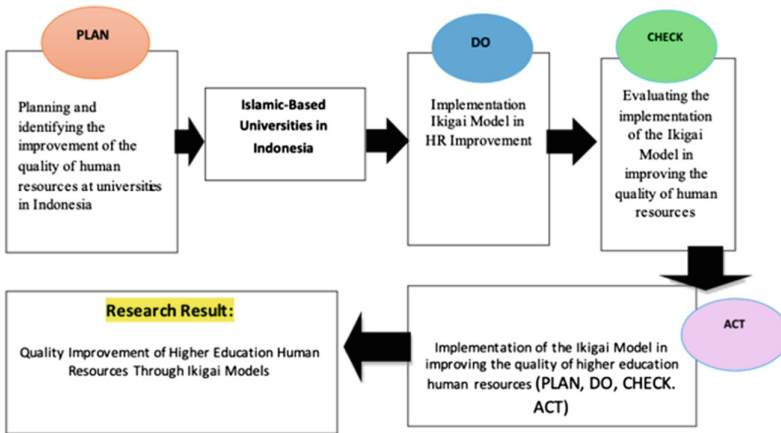 PLAN
Planning and
identifying the
improvement of the
quality of human
resources at universities
in Indonesia
Islamic-Based
Universities in
Indonesia
DO
Implementation
Ikigai Model in
HR Improvement
CHECK
Evaluating the
implementation
of the Ikigai
Model in
improving the
quality of human
resources
ACT
Implementation of the Ikigai Model in
improving the quality of higher education
human resources (PLAN, DO, CHECK.
ACT)
Research Result:
Quality Improvement of Higher Education Human
Resources Through Ikigai Models